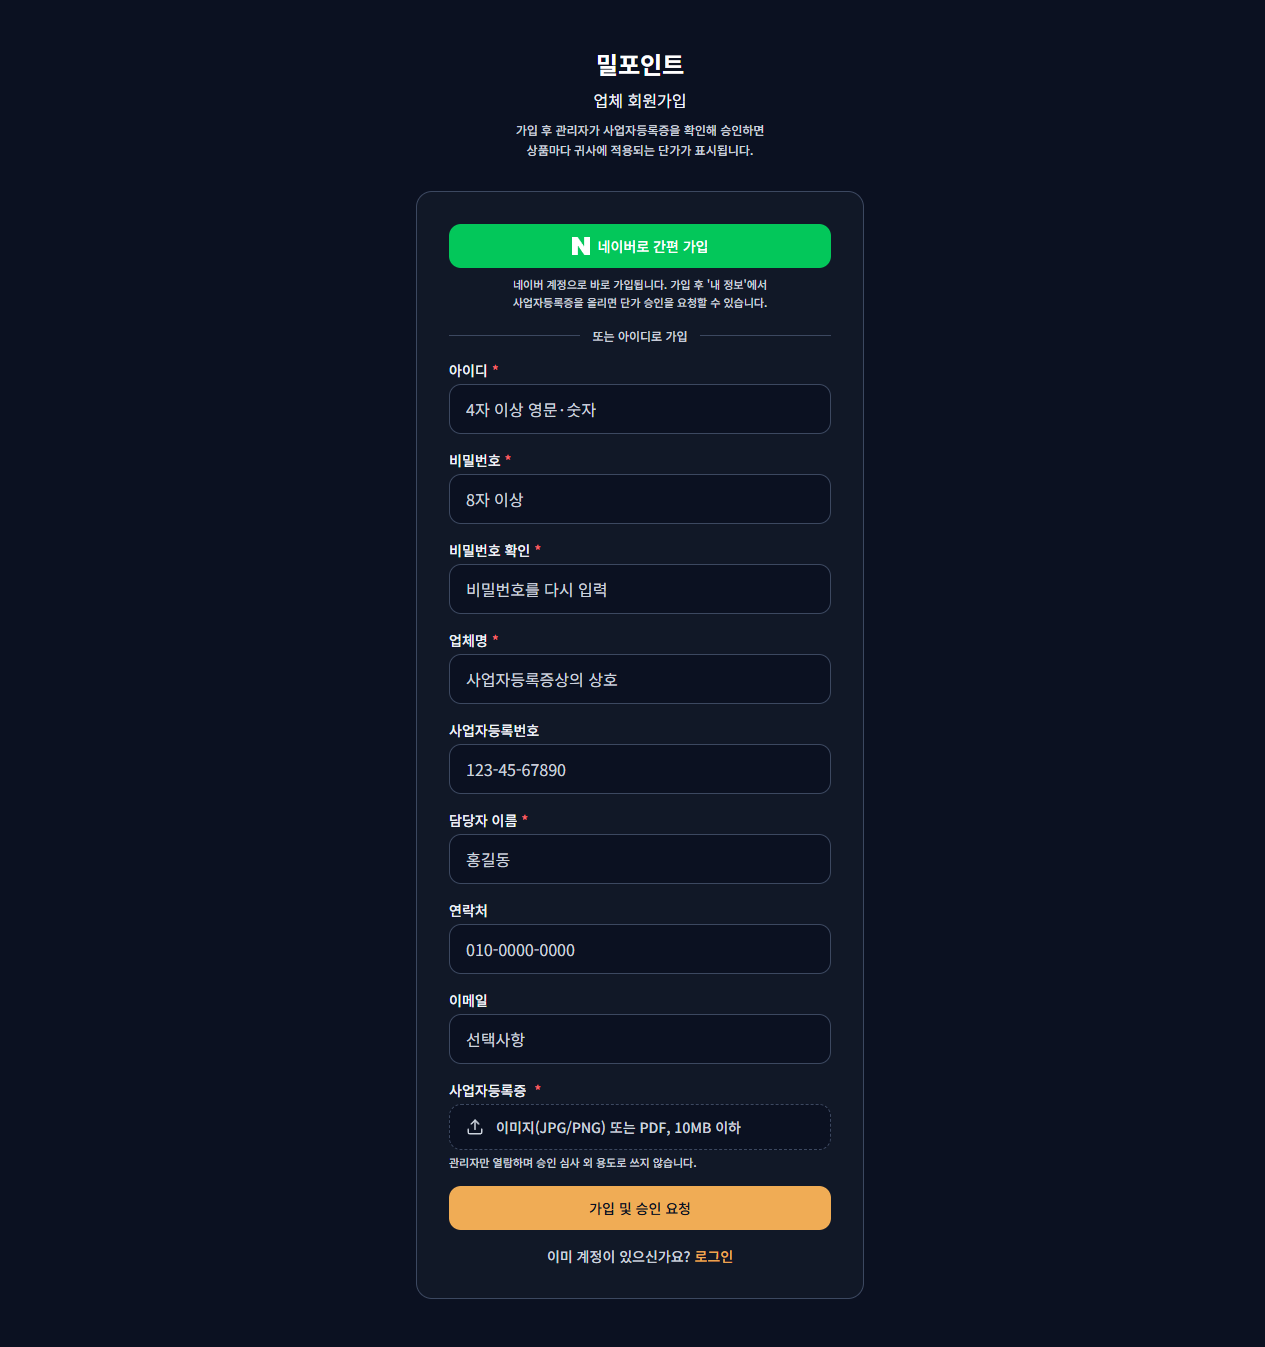 밀포인트
업체 회원가입
가입 후 관리자가 사업자등록증을 확인해 승인하면
상품마다 귀사에 적용되는 단가가 표시됩니다.
N 네이버로 간편 가입
네이버 계정으로 바로 가입됩니다. 가입 후 '내 정보'에서
사업자등록증을 올리면 단가 승인을 요청할 수 있습니다.
또는 아이디로 가입
아이디 *
4자 이상 영문·숫자
비밀번호 *
8자 이상
비밀번호 확인 *
비밀번호를 다시 입력
업체명 *
사업자등록증상의 상호
사업자등록번호
123-45-67890
담당자 이름 *
홍길동
연락처
010-0000-0000
이메일
선택사항
사업자등록증 *
이미지(JPG/PNG) 또는 PDF, 10MB 이하
관리자만 열람하며 승인 심사 외 용도로 쓰지 않습니다.
가입 및 승인 요청
이미 계정이 있으신가요? 로그인